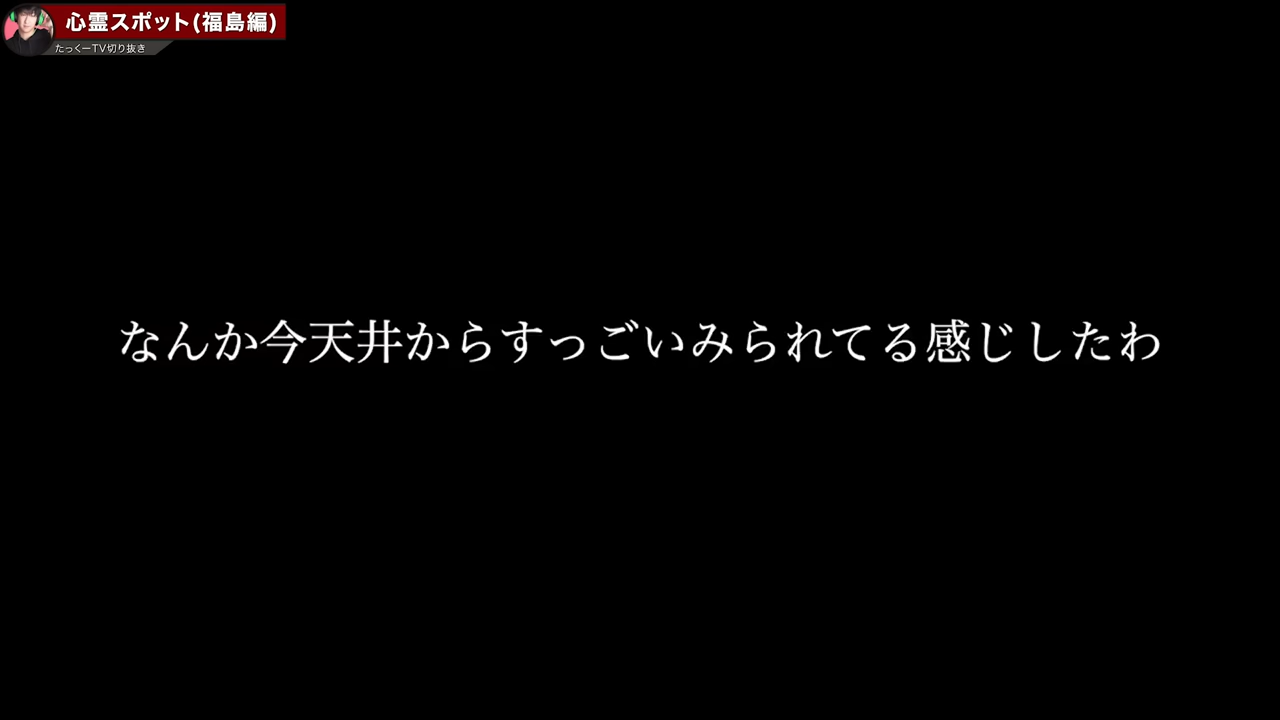 心霊スポット(福島編)
たっくーTV切り抜き
なんか今天井からすっごいみられてる感じしたわ